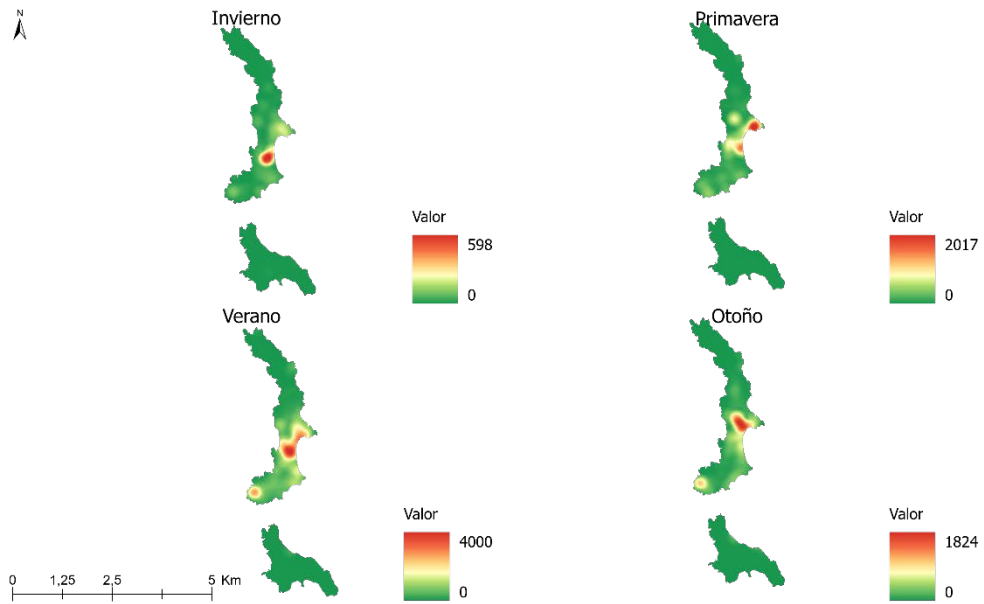 N
Invierno
Primavera
Valor
598
0
Valor
2017
0
Verano
Otoño
Valor
4000
0
Valor
1824
0
0 1,25 2,5 5 Km